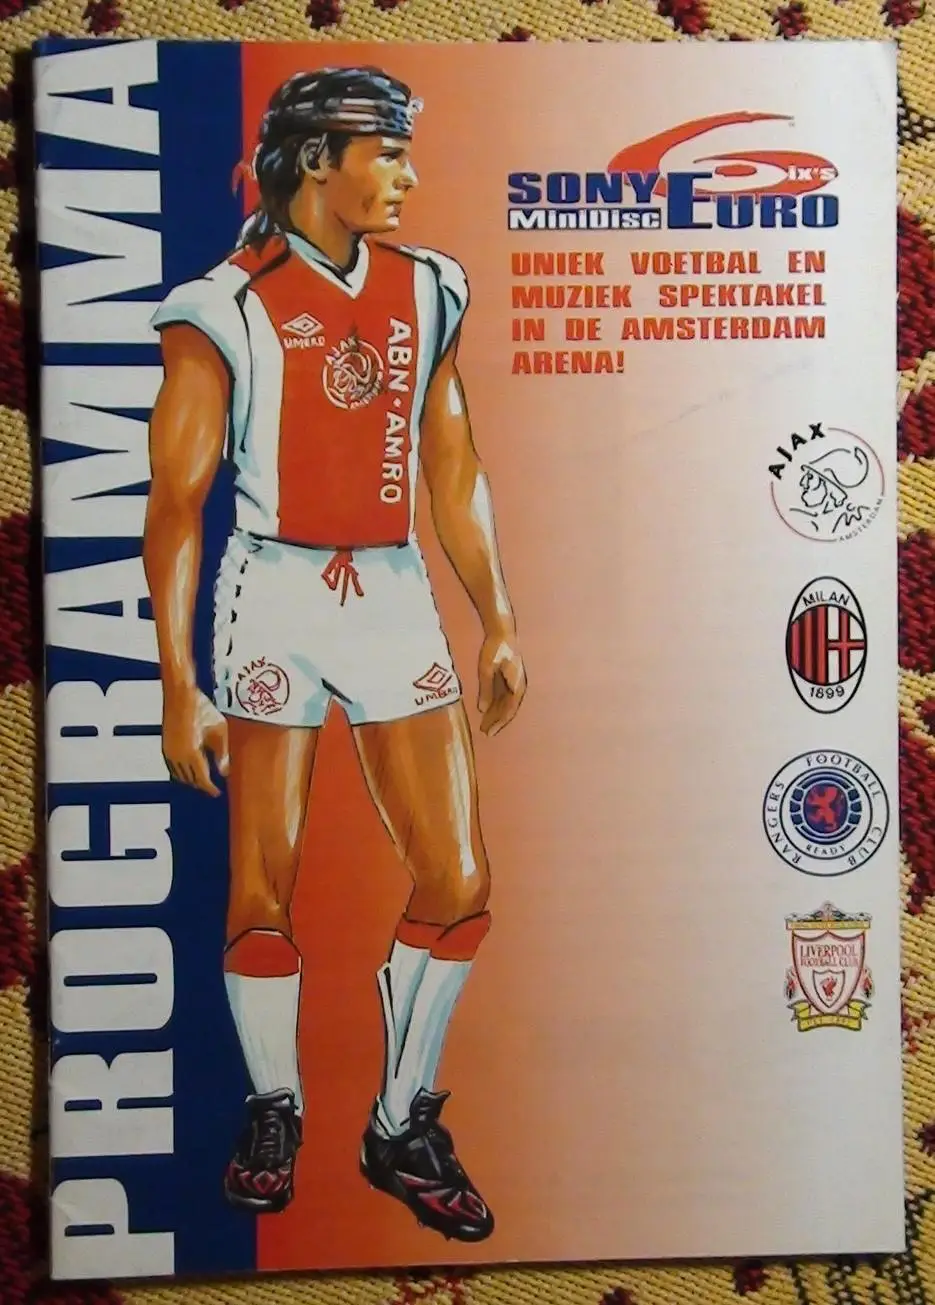 PROGRAMMA
SONY
MiniDisc
EURO
6ix's
UNIEK VOETBAL EN
MUZIEK SPEKTAKEL
IN DE AMSTERDAM
ARENA!
UMBRO
AJAX
ABN·AMRO
AJAX
UMBRO
AJAX
AMSTERDAM
MILAN
1899
RANGERS FOOTBALL CLUB
READY
LIVERPOOL
FOOTBALL CLUB